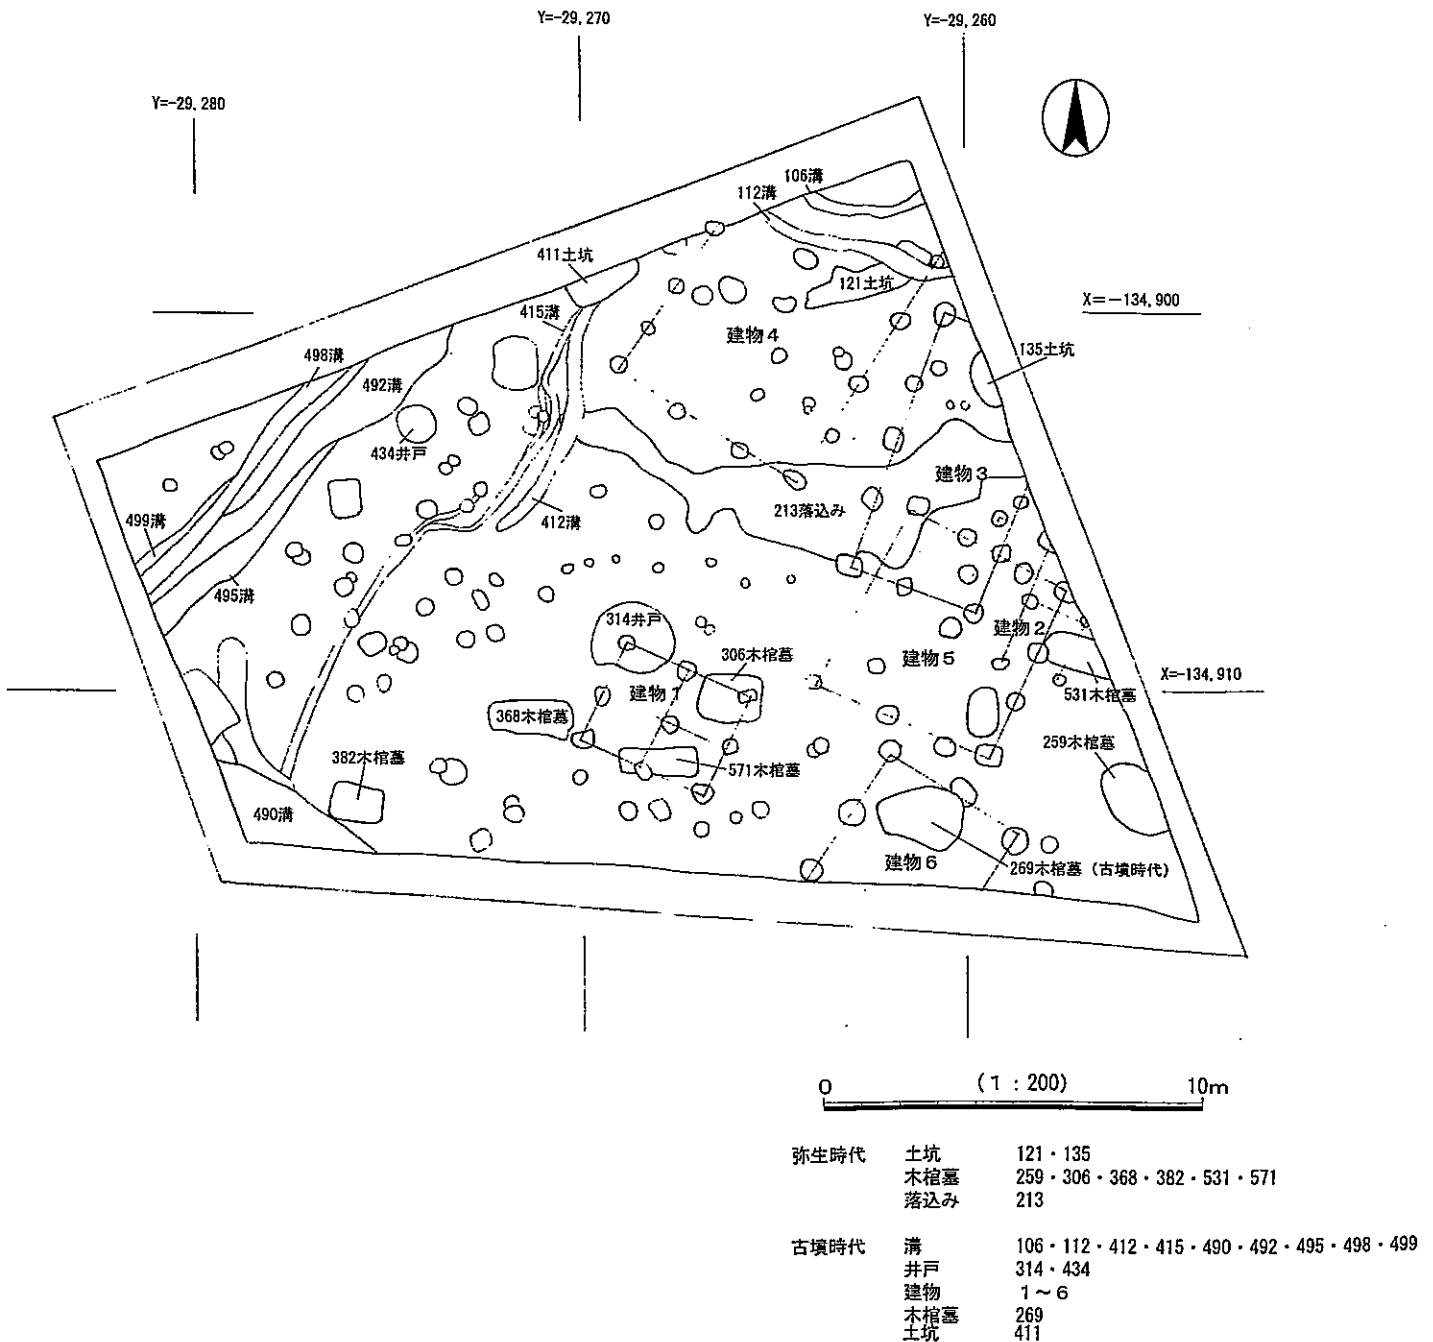 Y=-29,270
Y=-29,260
Y=-29,280
106溝
112溝
411土坑
121土坑
415溝
X=-134,900
建物4
135土坑
498溝
492溝
434井戸
建物3
213落込み
499溝
412溝
495溝
314井戸
建物2
306木棺墓
建物5
X=-134,910
建物1
531木棺墓
368木棺墓
259木棺墓
382木棺墓
571木棺墓
490溝
建物6
269木棺墓（古墳時代）
0 (1：200) 10m
弥生時代 土坑 121・135
木棺墓 259・306・368・382・531・571
落込み 213
古墳時代 溝 106・112・412・415・490・492・495・498・499
井戸 314・434
建物 1～6
木棺墓 269
土坑 411